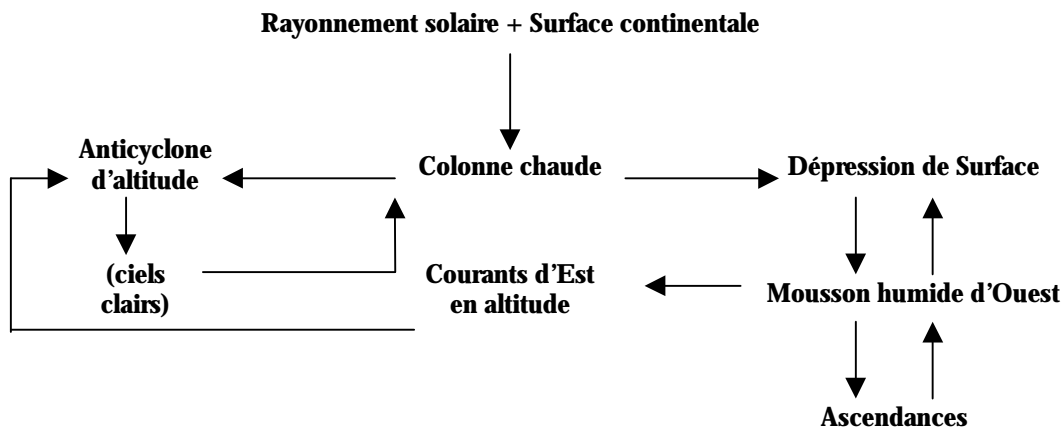 Rayonnement solaire + Surface continentale
Anticyclone
d’altitude
Colonne chaude
Dépression de Surface
(ciels
clairs)
Courants d’Est
en altitude
Mousson humide d’Ouest
Ascendances